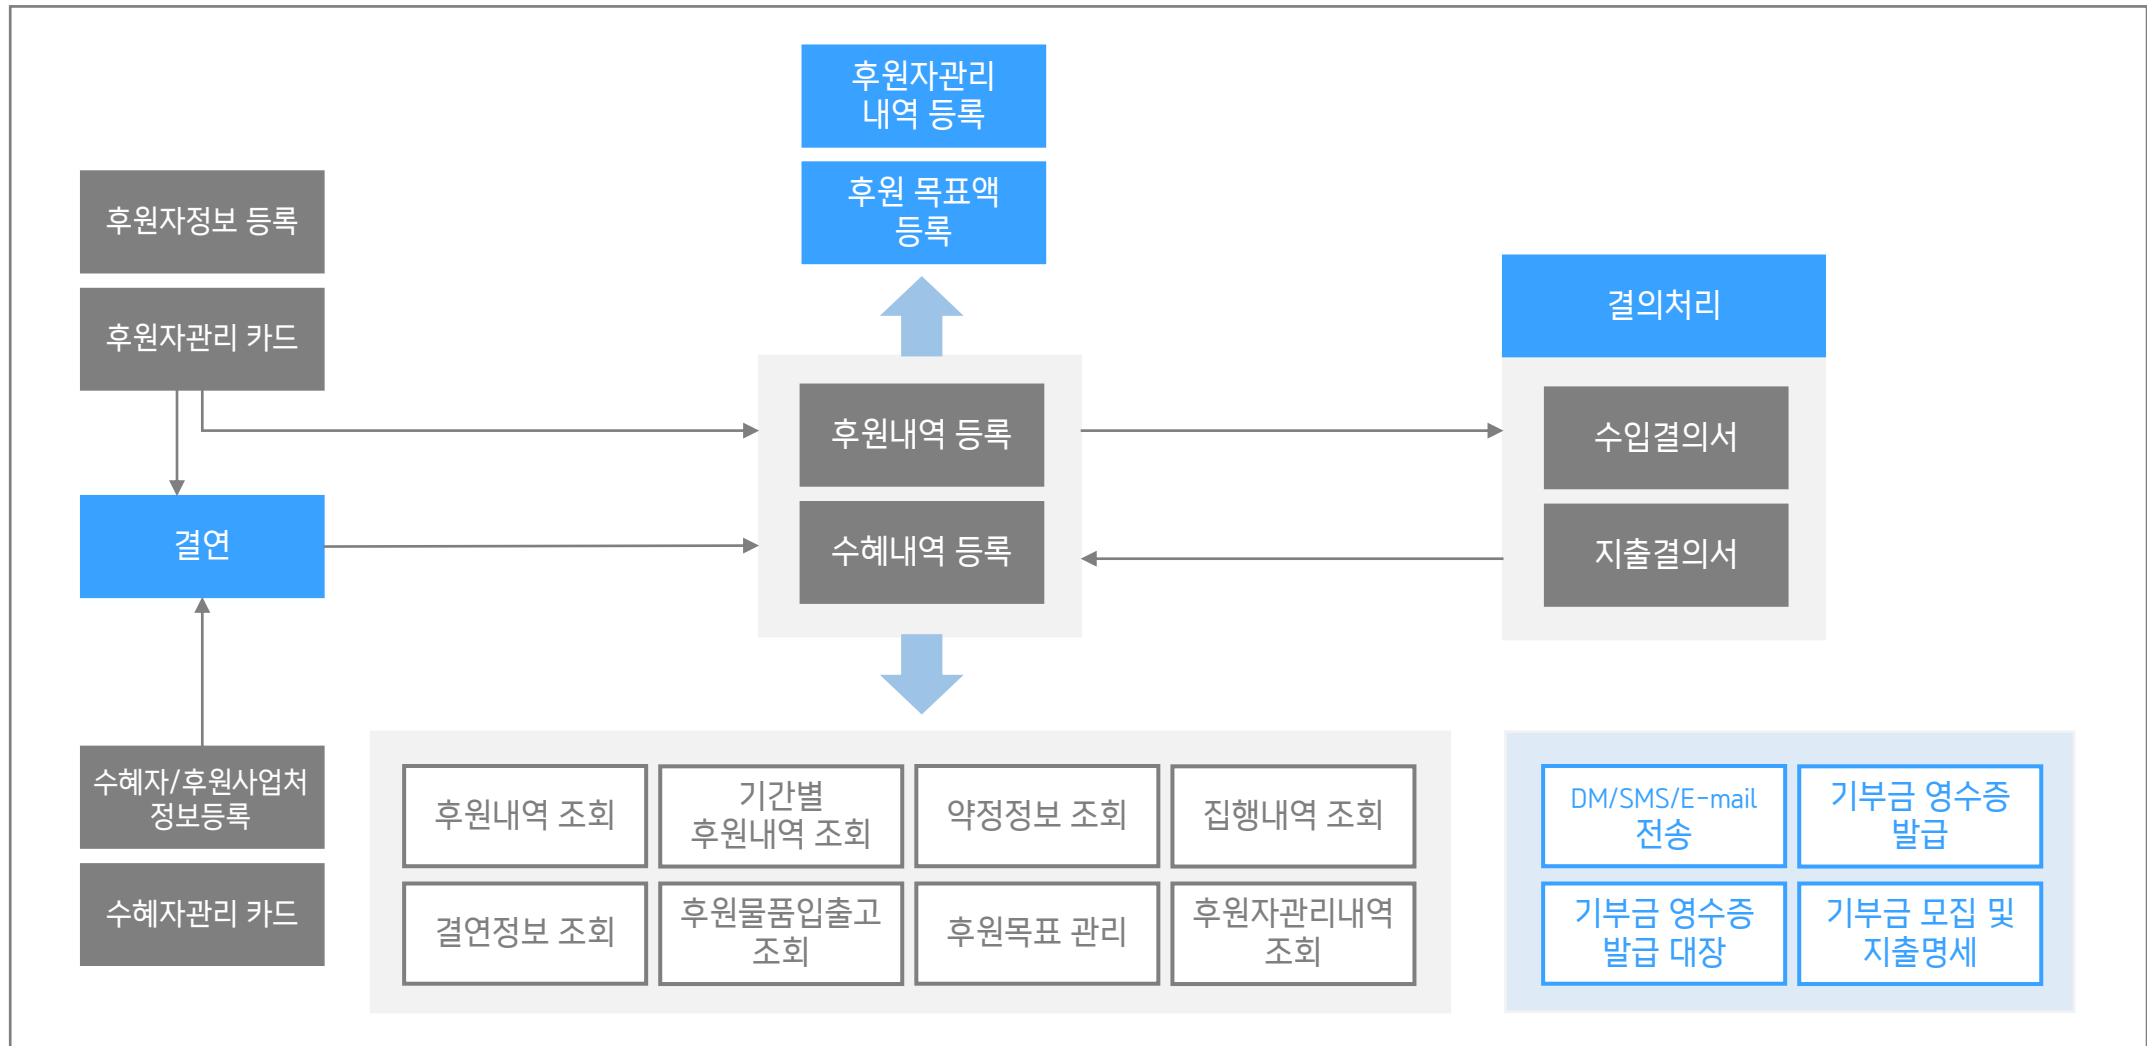 후원자관리
내역 등록
후원 목표액
등록
후원자정보 등록
후원자관리 카드
결연
수혜자/후원사업처
정보등록
수혜자관리 카드
후원내역 등록
수혜내역 등록
결의처리
수입결의서
지출결의서
후원내역 조회
기간별
후원내역 조회
약정정보 조회
집행내역 조회
결연정보 조회
후원물품입출고
조회
후원목표 관리
후원자관리내역
조회
DM/SMS/E-mail
전송
기부금 영수증
발급
기부금 영수증
발급 대장
기부금 모집 및
지출명세